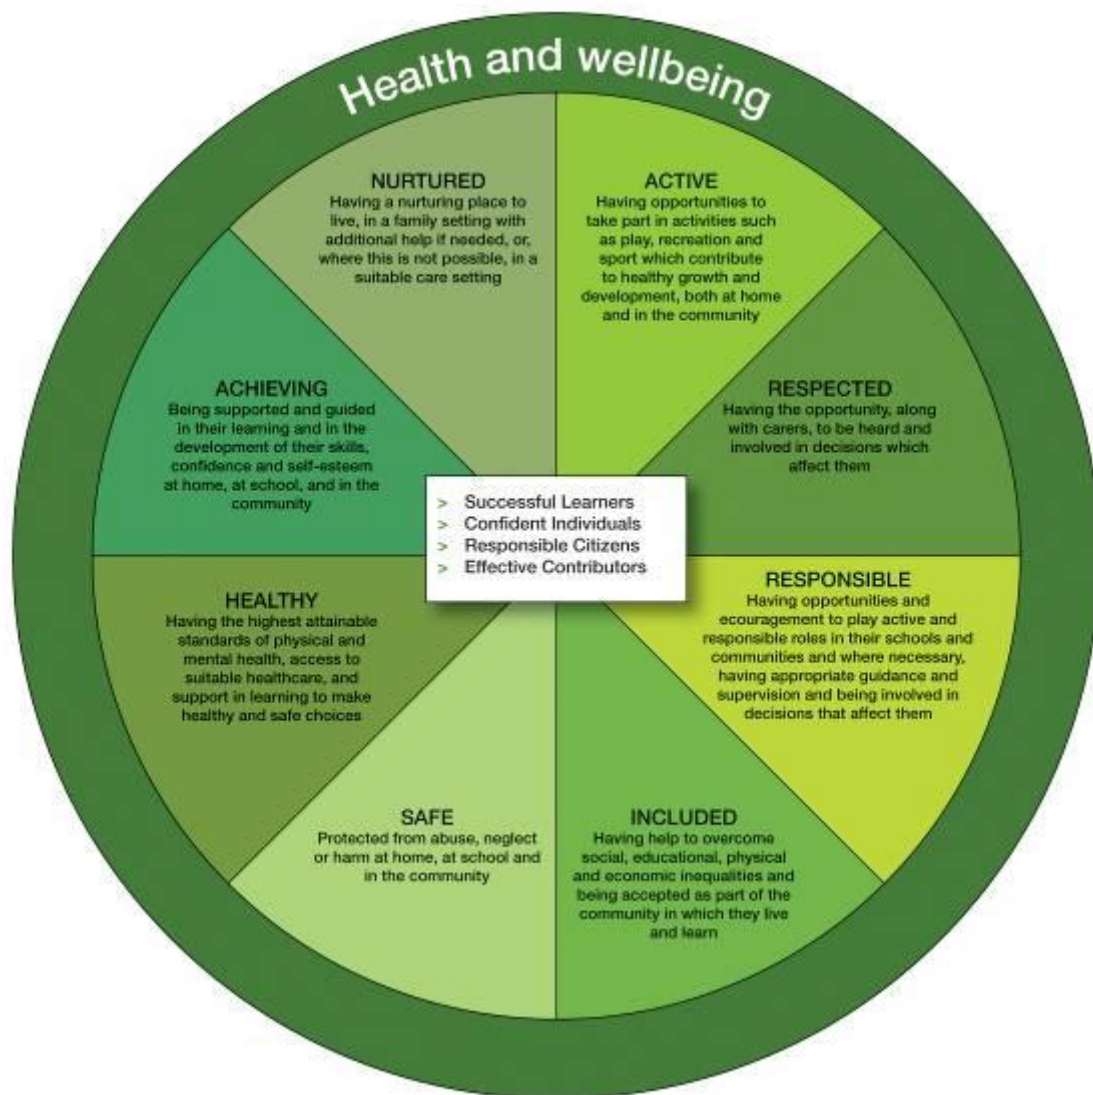 Health and wellbeing
NURTURED
Having a nurturing place to
live, in a family setting with
additional help if needed, or,
where this is not possible, in a
suitable care setting
ACTIVE
Having opportunities to
take part in activities such
as play, recreation and
sport which contribute
to healthy growth and
development, both at home
and in the community
RESPECTED
Having the opportunity, along
with carers, to be heard and
involved in decisions which
affect them
RESPONSIBLE
Having opportunities and
ecouragement to play active and
responsible roles in their schools and
communities and where necessary,
having appropriate guidance and
supervision and being involved in
decisions that affect them
INCLUDED
Having help to overcome
social, educational, physical
and economic inequalities and
being accepted as part of the
community in which they live
and learn
SAFE
Protected from abuse, neglect
or harm at home, at school and
in the community
HEALTHY
Having the highest attainable
standards of physical and
mental health, access to
suitable healthcare, and
support in learning to make
healthy and safe choices
ACHIEVING
Being supported and guided
in their learning and in the
development of their skills,
confidence and self-esteem
at home, at school, and in the
community
> Successful Learners
> Confident Individuals
> Responsible Citizens
> Effective Contributors